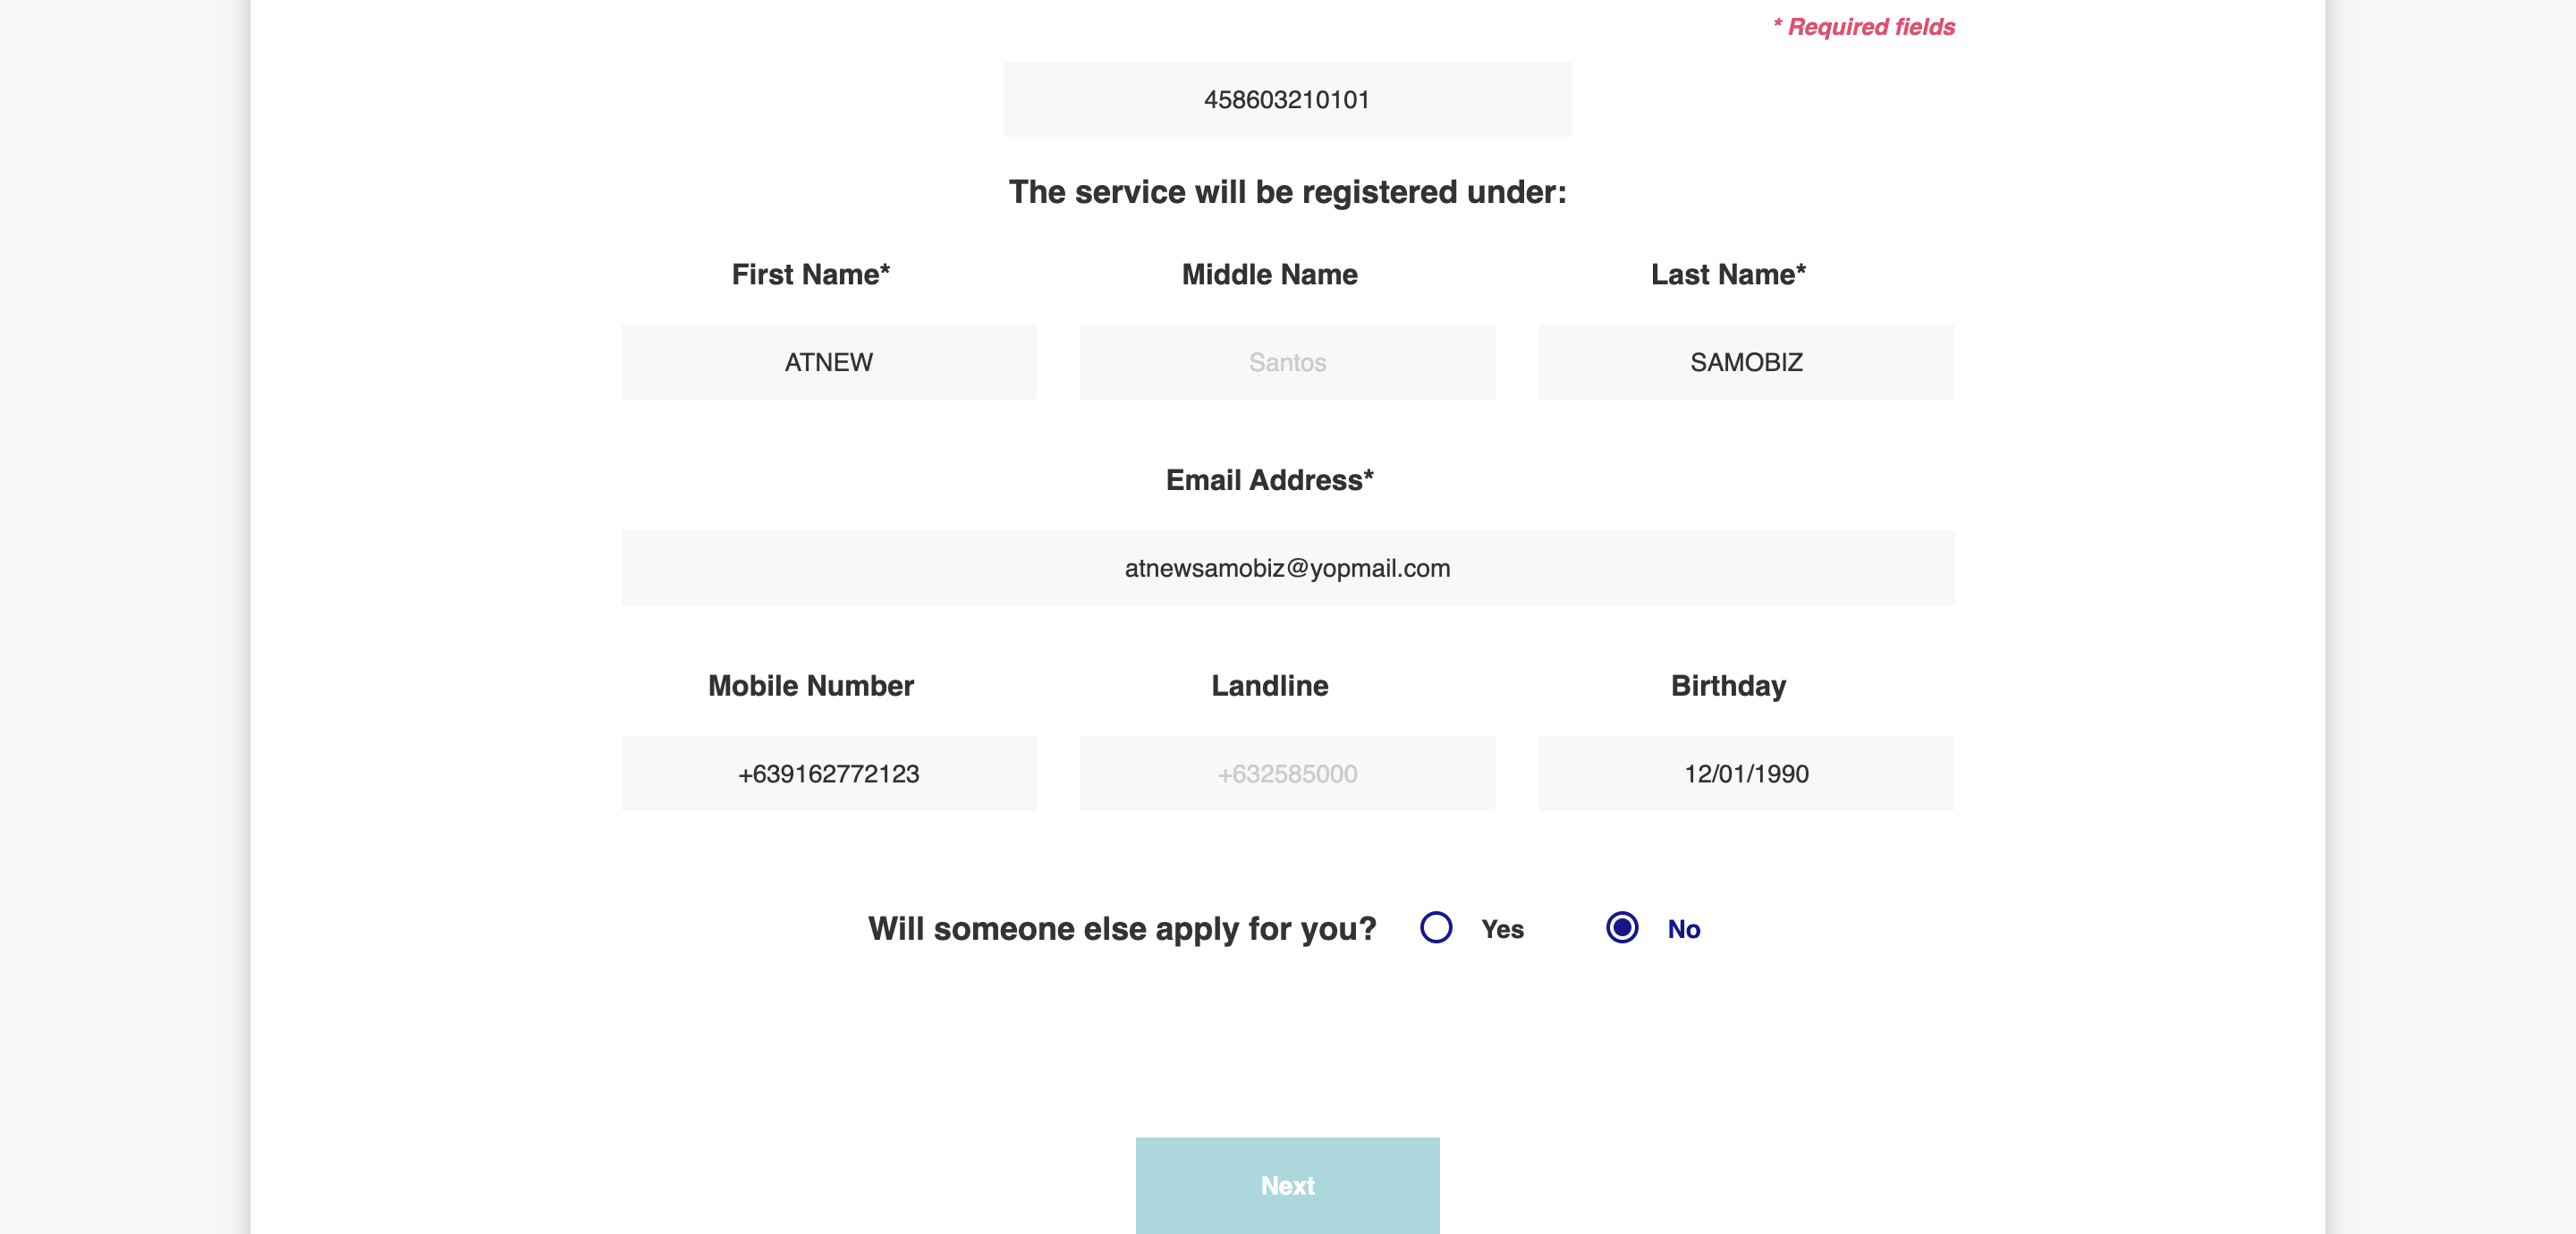 * Required fields
458603210101
The service will be registered under:
First Name* Middle Name Last Name*
ATNEW Santos SAMOBIZ
Email Address*
atnewsamobiz@yopmail.com
Mobile Number Landline Birthday
+639162772123 +632585000 12/01/1990
Will someone else apply for you? Yes No
Next